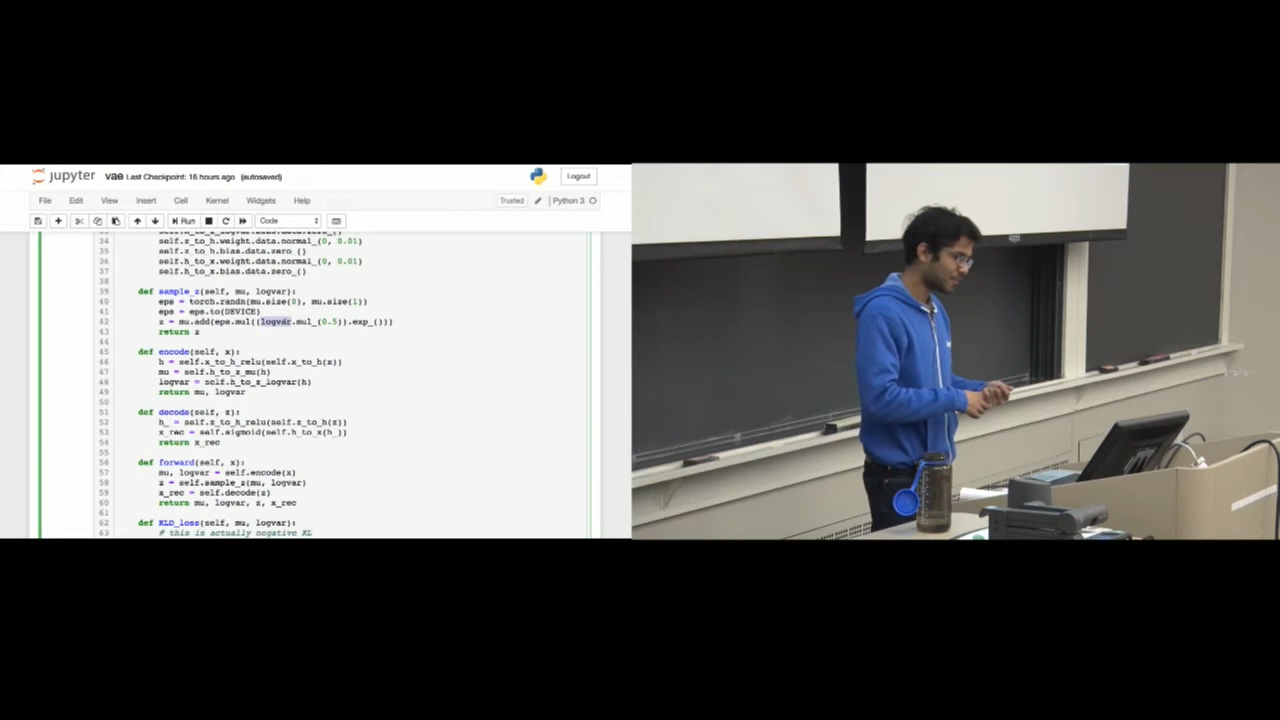 jupyter vae Last Checkpoint: 16 hours ago (autosaved) Logout
File Edit View Insert Cell Kernel Widgets Help Trusted Python 3
Run Code
34 self.z_to_h.weight.data.normal_(0, 0.01)
35 self.z_to_h.bias.data.zero_()
36 self.h_to_x.weight.data.normal_(0, 0.01)
37 self.h_to_x.bias.data.zero_()
38
39 def sample_z(self, mu, logvar):
40 eps = torch.randn(mu.size(0), mu.size(1))
41 eps = eps.to(DEVICE)
42 z = mu.add(eps.mul((logvar.mul_(0.5)).exp_()))
43 return z
44
45 def encode(self, x):
46 h = self.x_to_h_relu(self.x_to_h(x))
47 mu = self.h_to_z_mu(h)
48 logvar = self.h_to_z_logvar(h)
49 return mu, logvar
50
51 def decode(self, z):
52 h_ = self.z_to_h_relu(self.z_to_h(z))
53 x_rec = self.sigmoid(self.h_to_x(h_))
54 return x_rec
55
56 def forward(self, x):
57 mu, logvar = self.encode(x)
58 z = self.sample_z(mu, logvar)
59 x_rec = self.decode(z)
60 return mu, logvar, z, x_rec
61
62 def KLD_loss(self, mu, logvar):
63 # this is actually negative KL